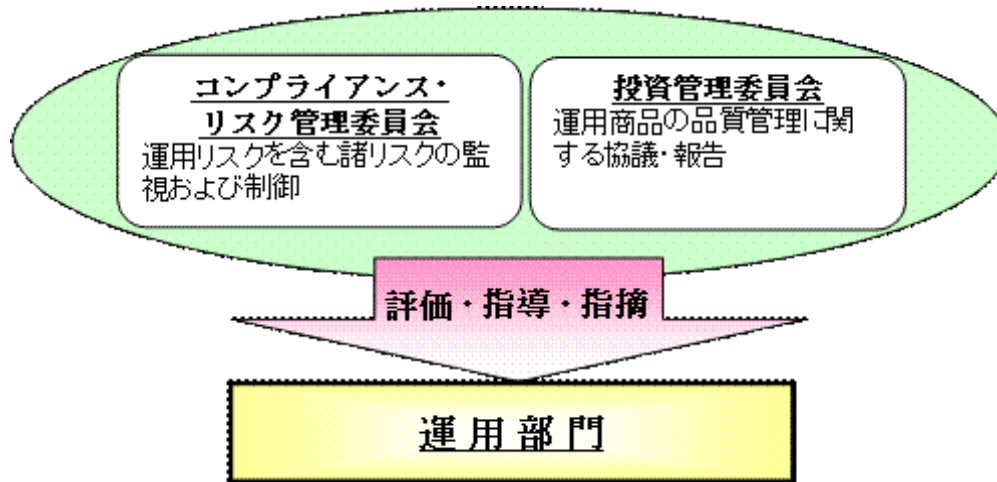 コンプライアンス・
リスク管理委員会
運用リスクを含む諸リスクの監
視および制御
投資管理委員会
運用商品の品質管理に関
する協議・報告
評価・指導・指摘
運用部門